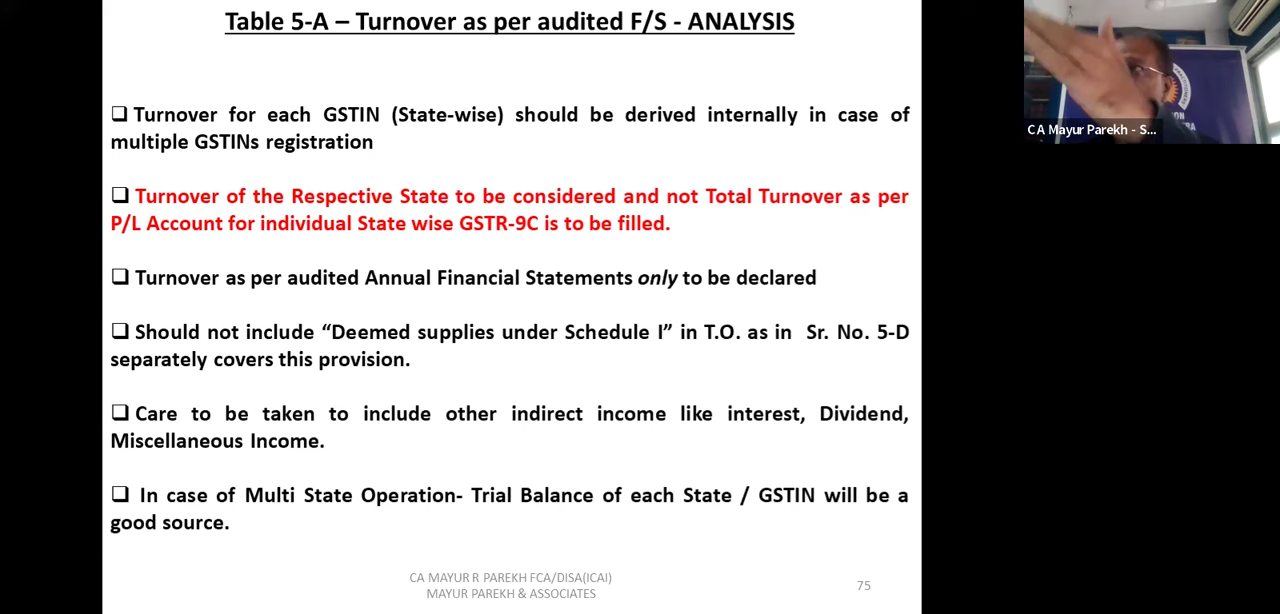 Table 5-A – Turnover as per audited F/S - ANALYSIS
❑ Turnover for each GSTIN (State-wise) should be derived internally in case of
multiple GSTINs registration
❑ Turnover of the Respective State to be considered and not Total Turnover as per
P/L Account for individual State wise GSTR-9C is to be filled.
❑ Turnover as per audited Annual Financial Statements only to be declared
❑ Should not include “Deemed supplies under Schedule I” in T.O. as in Sr. No. 5-D
separately covers this provision.
❑ Care to be taken to include other indirect income like interest, Dividend,
Miscellaneous Income.
❑ In case of Multi State Operation- Trial Balance of each State / GSTIN will be a
good source.
CA MAYUR R PAREKH FCA/DISA(ICAI)
MAYUR PAREKH & ASSOCIATES
75
C A Mayur Parekh - S...